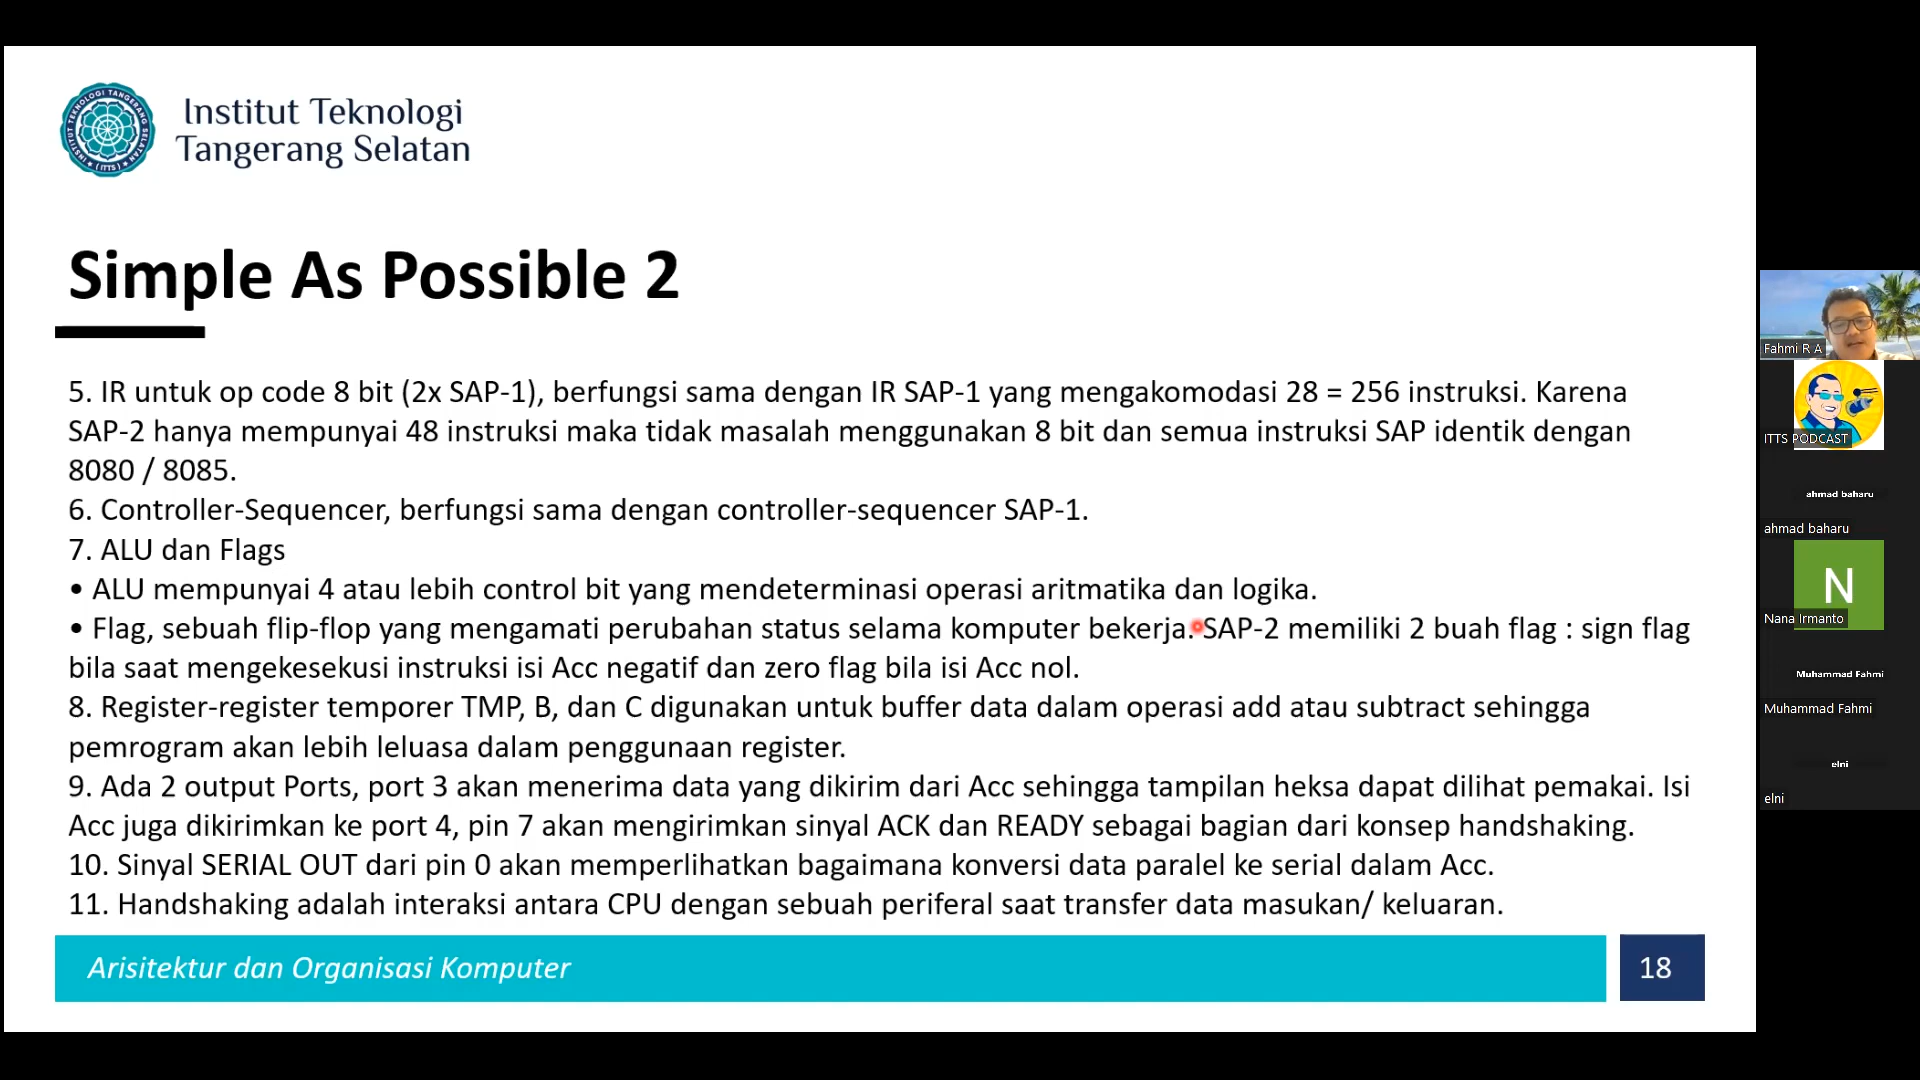 Institut Teknologi
Tangerang Selatan
INSTITUT TEKNOLOGI TANGERANG SELATAN
(ITTS)
Simple As Possible 2
5. IR untuk op code 8 bit (2x SAP-1), berfungsi sama dengan IR SAP-1 yang mengakomodasi 28 = 256 instruksi. Karena
SAP-2 hanya mempunyai 48 instruksi maka tidak masalah menggunakan 8 bit dan semua instruksi SAP identik dengan
8080 / 8085.
6. Controller-Sequencer, berfungsi sama dengan controller-sequencer SAP-1.
7. ALU dan Flags
• ALU mempunyai 4 atau lebih control bit yang mendeterminasi operasi aritmatika dan logika.
• Flag, sebuah flip-flop yang mengamati perubahan status selama komputer bekerja. SAP-2 memiliki 2 buah flag : sign flag
bila saat mengekesekusi instruksi isi Acc negatif dan zero flag bila isi Acc nol.
8. Register-register temporer TMP, B, dan C digunakan untuk buffer data dalam operasi add atau subtract sehingga
pemrogram akan lebih leluasa dalam penggunaan register.
9. Ada 2 output Ports, port 3 akan menerima data yang dikirim dari Acc sehingga tampilan heksa dapat dilihat pemakai. Isi
Acc juga dikirimkan ke port 4, pin 7 akan mengirimkan sinyal ACK dan READY sebagai bagian dari konsep handshaking.
10. Sinyal SERIAL OUT dari pin 0 akan memperlihatkan bagaimana konversi data paralel ke serial dalam Acc.
11. Handshaking adalah interaksi antara CPU dengan sebuah periferal saat transfer data masukan/ keluaran.
Arisitektur dan Organisasi Komputer
18
Fahmi R A
ITTS PODCAST
ahmad baharu
ahmad baharu
N
Nana Irmanto
Muhammad Fahmi
Muhammad Fahmi
elni
elni